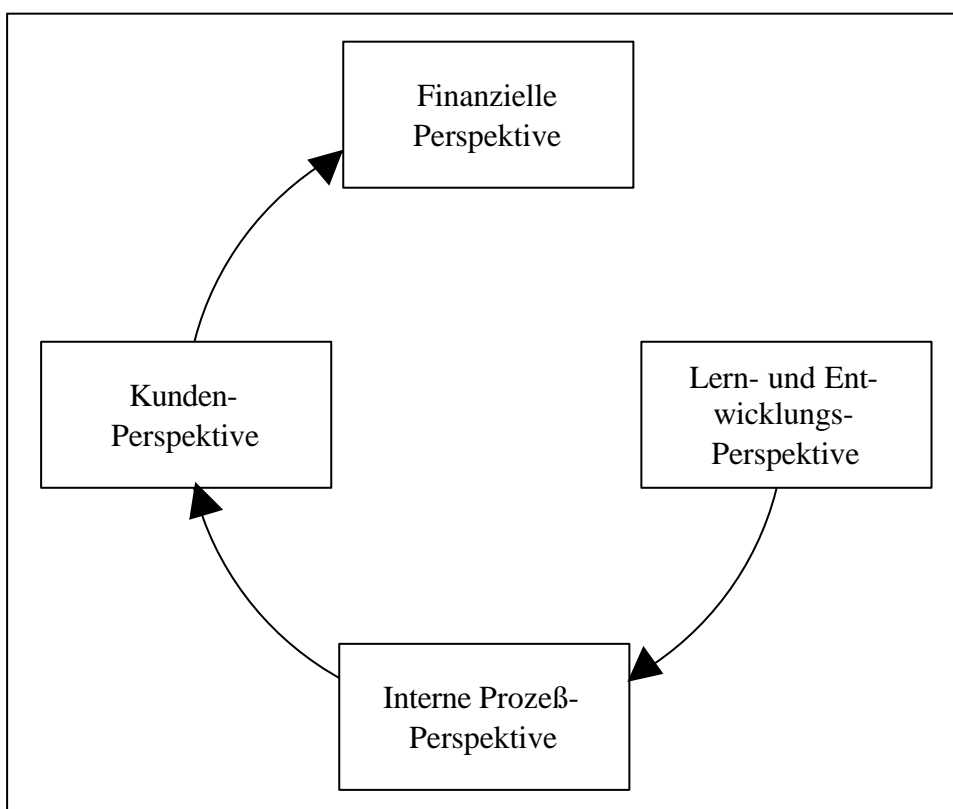 Finanzielle
Perspektive
Kunden-
Perspektive
Lern- und Ent-
wicklungs-
Perspektive
Interne Prozeß-
Perspektive